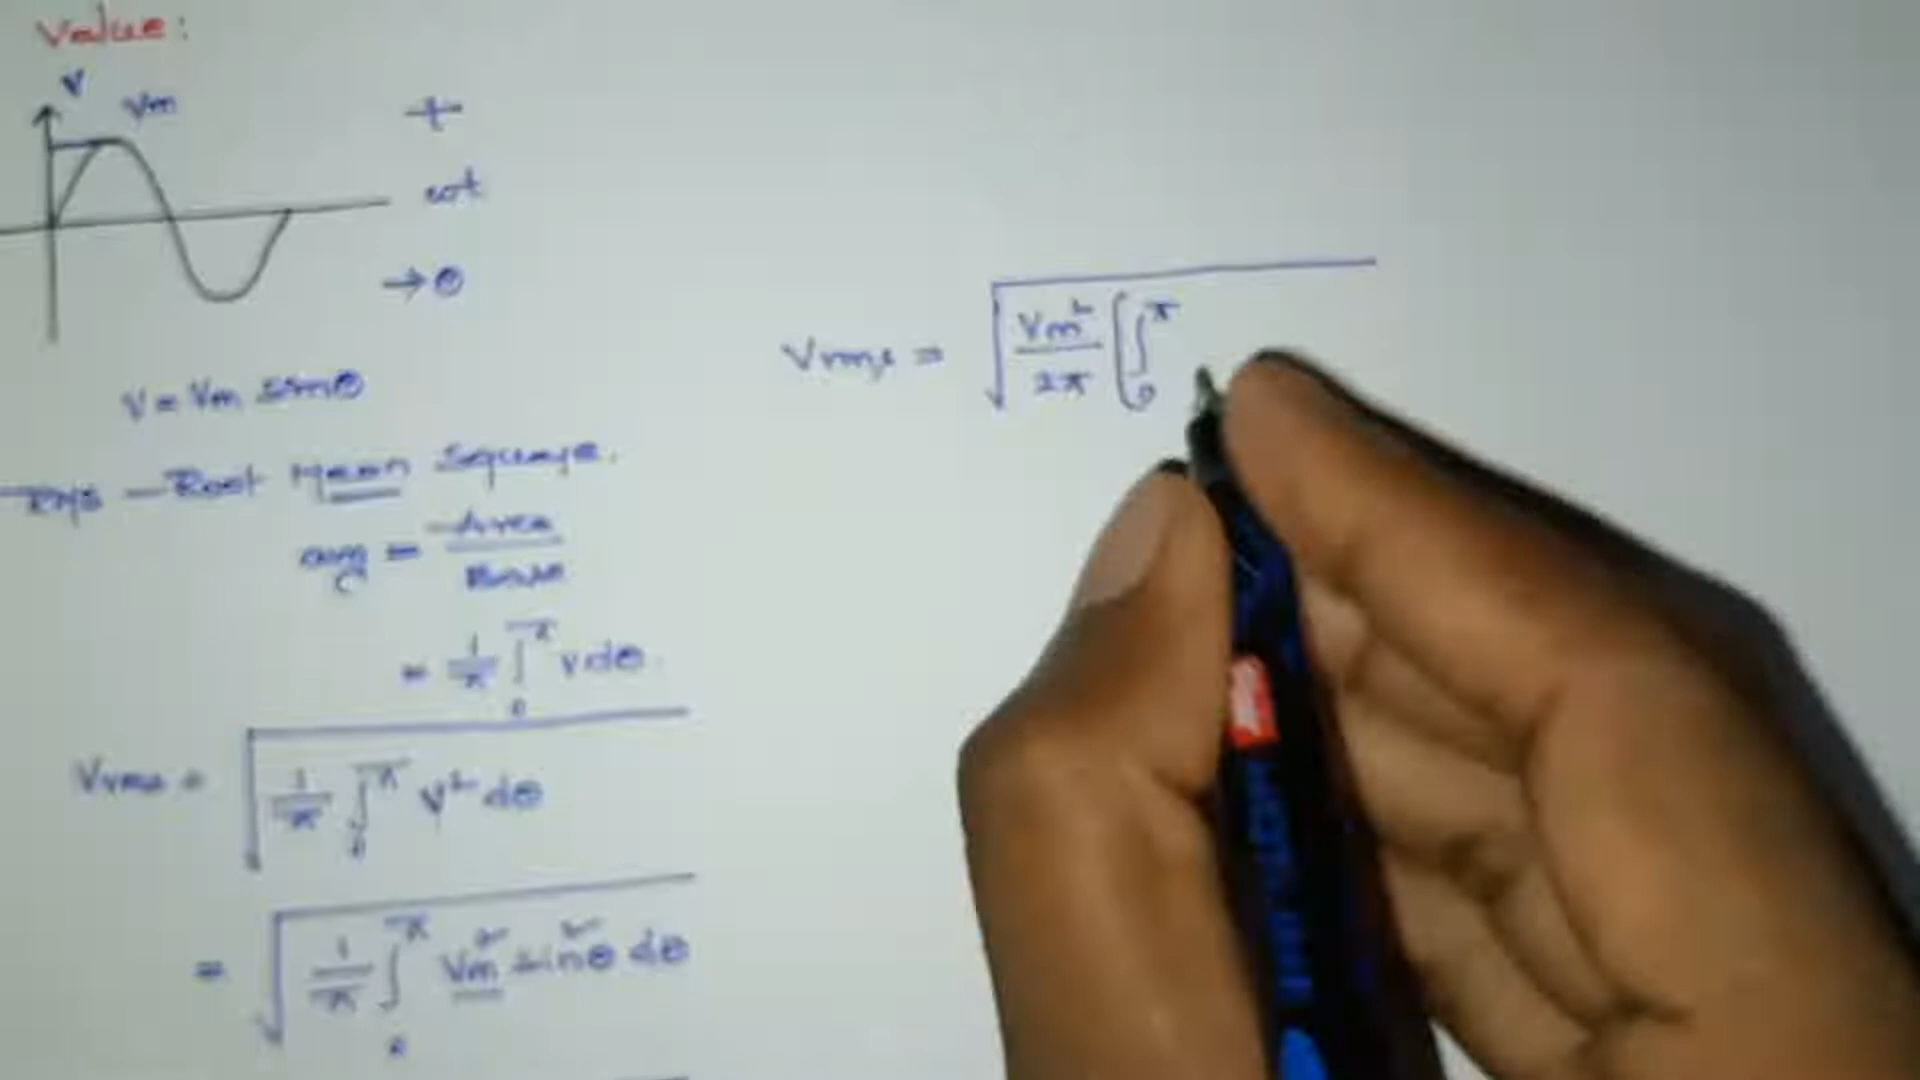 Value:
V
Vm
ωt
→ θ
V = Vm sinθ
RMS - Root Mean Square.
avg = Area / Base
= 1/π ∫₀^π V dθ
Vrms = √(1/π ∫₀^π V² dθ)
= √(1/π ∫₀^π Vm² sin²θ dθ)
Vrms = √(Vm²/2π [∫₀^π